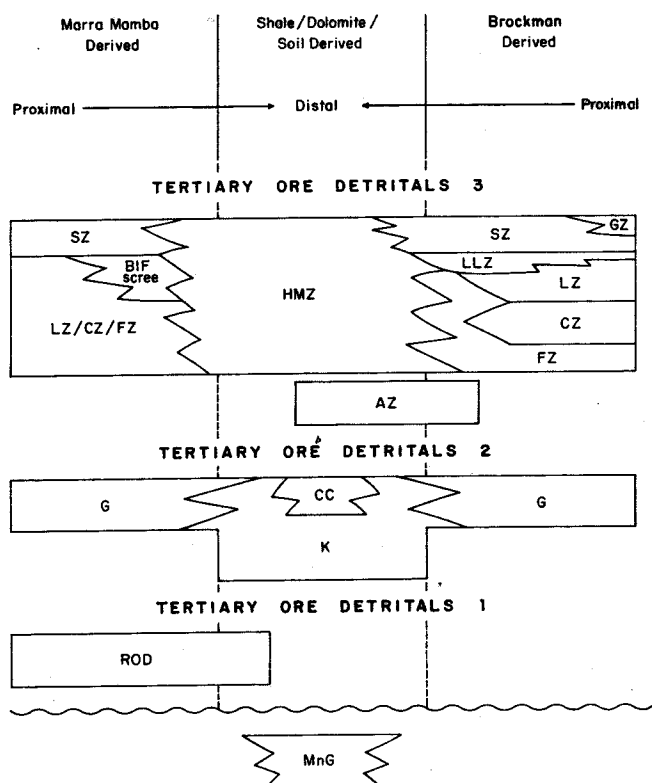 Marra Mamba
Derived
Shale/Dolomite/
Soil Derived
Brockman
Derived
Proximal
Distal
Proximal
TERTIARY ORE DETRITALS 3
SZ
BIF
scree
LZ/CZ/FZ
HMZ
SZ
GZ
LLZ
LZ
CZ
FZ
AZ
TERTIARY ORE DETRITALS 2
G
CC
K
G
TERTIARY ORE DETRITALS 1
ROD
MnG